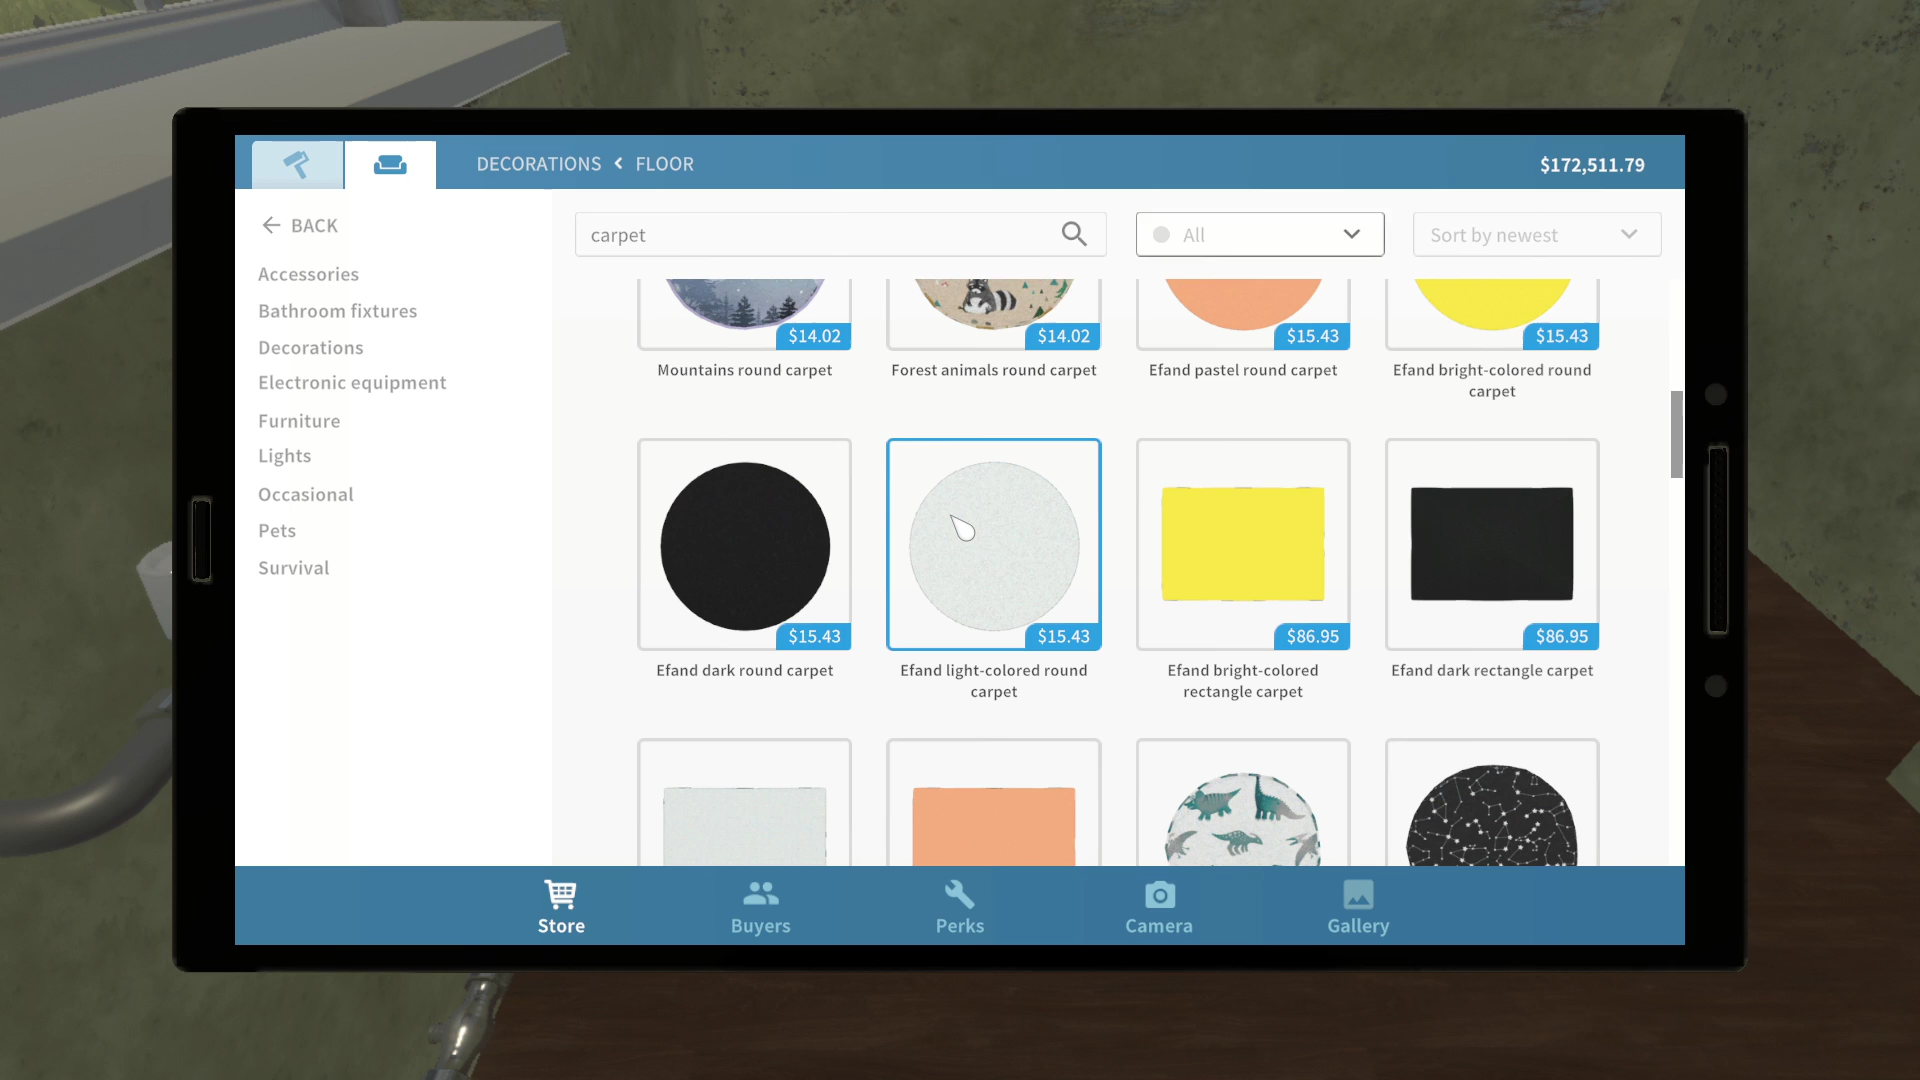 DECORATIONS < FLOOR
$172,511.79
BACK
Accessories
Bathroom fixtures
Decorations
Electronic equipment
Furniture
Lights
Occasional
Pets
Survival
carpet
All
Sort by newest
$14.02
$14.02
$15.43
$15.43
Mountains round carpet
Forest animals round carpet
Efand pastel round carpet
Efand bright-colored round
carpet
$15.43
$15.43
$86.95
$86.95
Efand dark round carpet
Efand light-colored round
carpet
Efand bright-colored
rectangle carpet
Efand dark rectangle carpet
Store
Buyers
Perks
Camera
Gallery